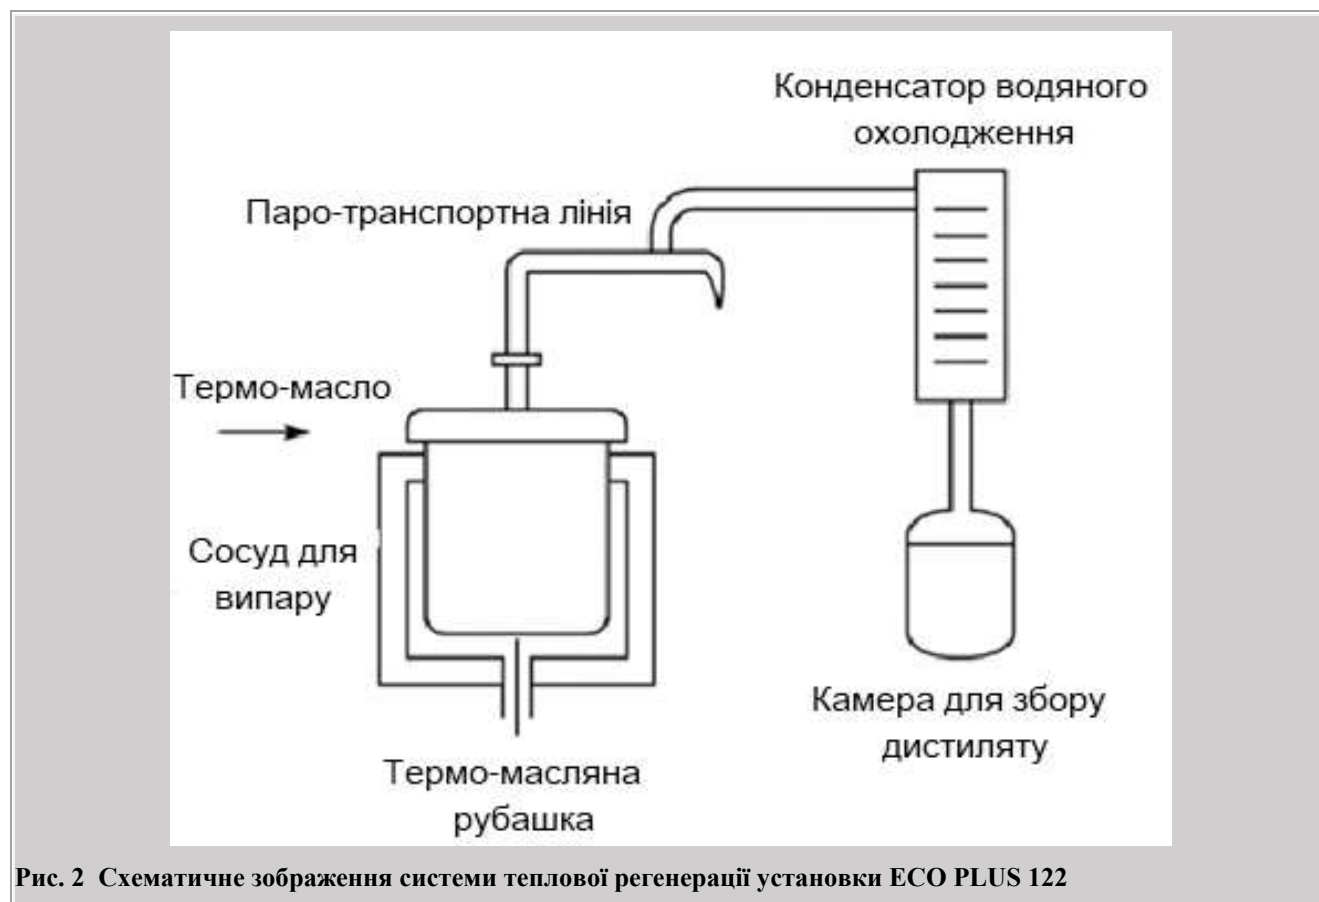 Конденсатор водяного
охолодження
Паро-транспортна лінія
Термо-масло
Сосуд для
випару
Камера для збору
дистиляту
Термо-масляна
рубашка
Рис. 2 Схематичне зображення системи теплової регенерації установки ECO PLUS 122